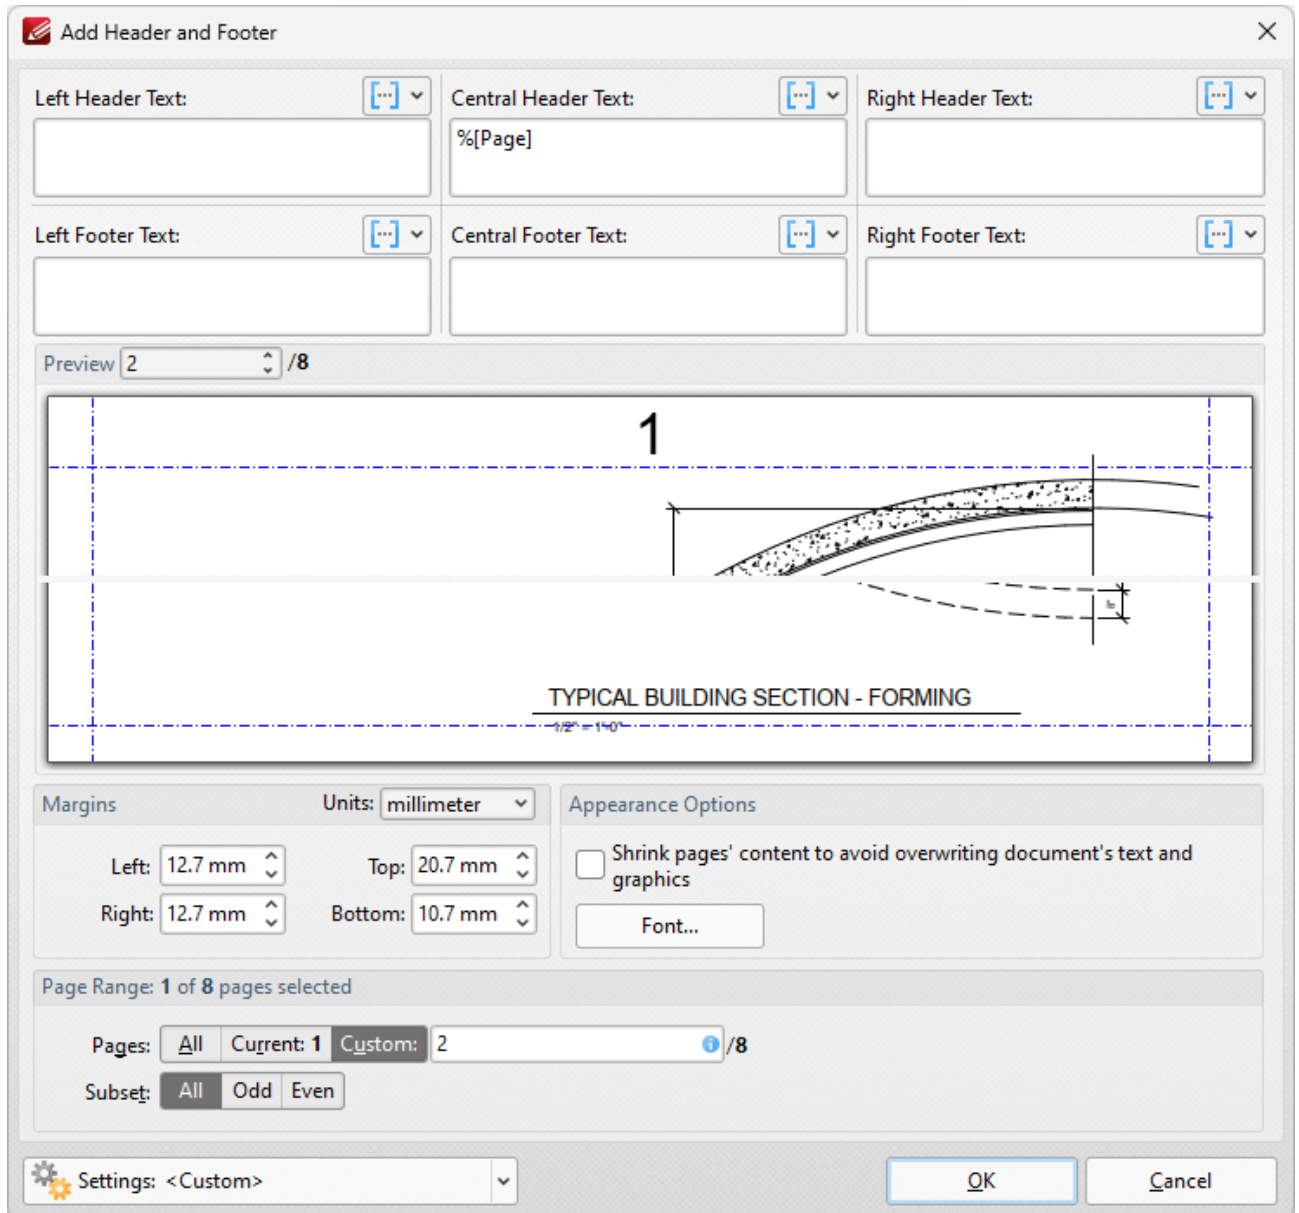 Add Header and Footer
Left Header Text:
Central Header Text:
Right Header Text:
%[Page]
Left Footer Text:
Central Footer Text:
Right Footer Text:
Preview 2 /8
1
TYPICAL BUILDING SECTION - FORMING
1/2" = 1'-0"
Margins
Units: millimeter
Appearance Options
Left: 12.7 mm
Top: 20.7 mm
Shrink pages' content to avoid overwriting document's text and
graphics
Right: 12.7 mm
Bottom: 10.7 mm
Font...
Page Range: 1 of 8 pages selected
Pages: All Current: 1 Custom: 2 /8
Subset: All Odd Even
Settings: <Custom>
OK
Cancel